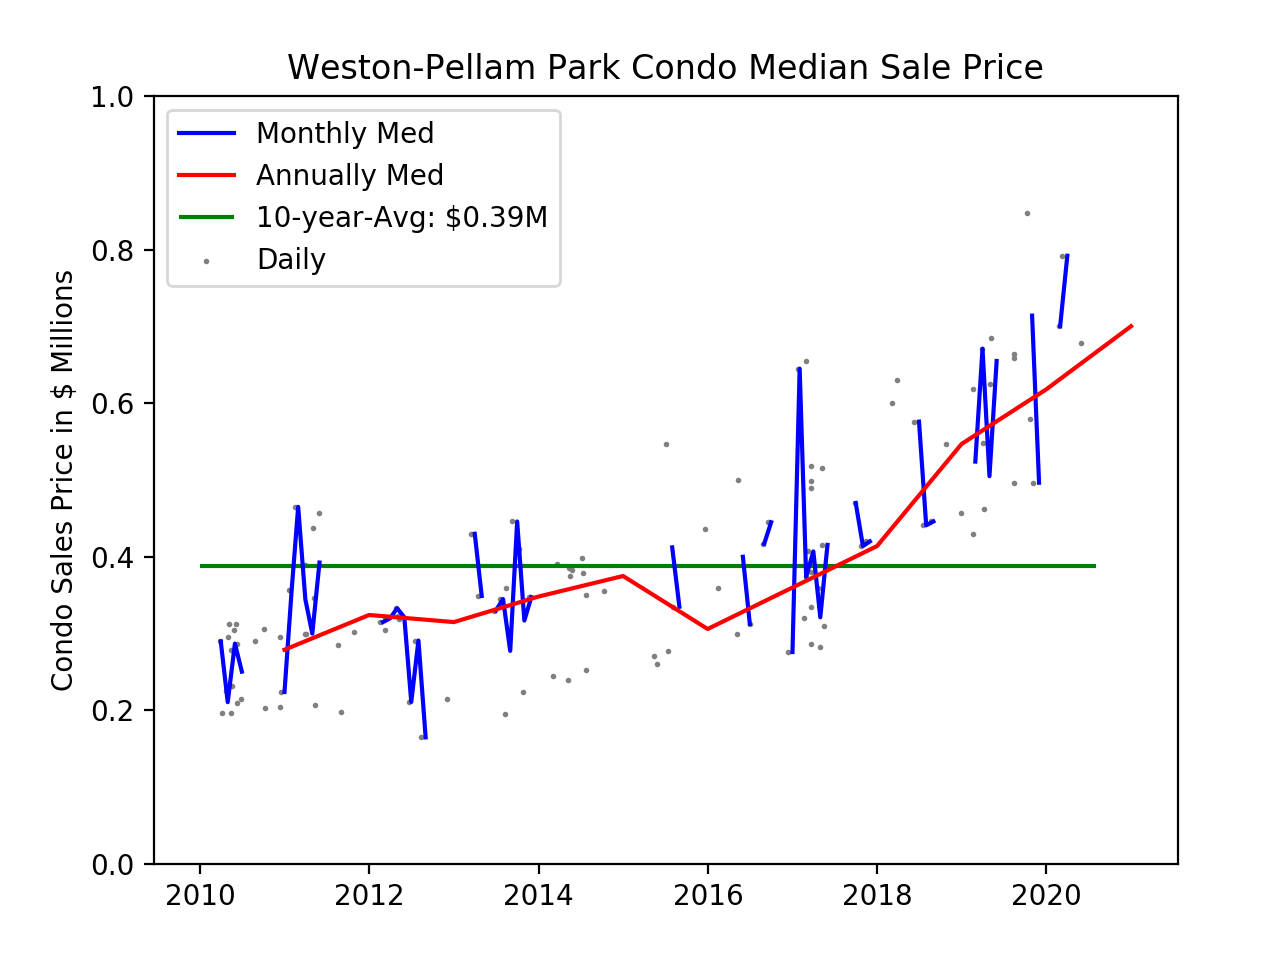 Weston-Pellam Park Condo Median Sale Price
Condo Sales Price in $ Millions
1.0
0.8
0.6
0.4
0.2
0.0
Monthly Med
Annually Med
10-year-Avg: $0.39M
Daily
2010 2012 2014 2016 2018 2020